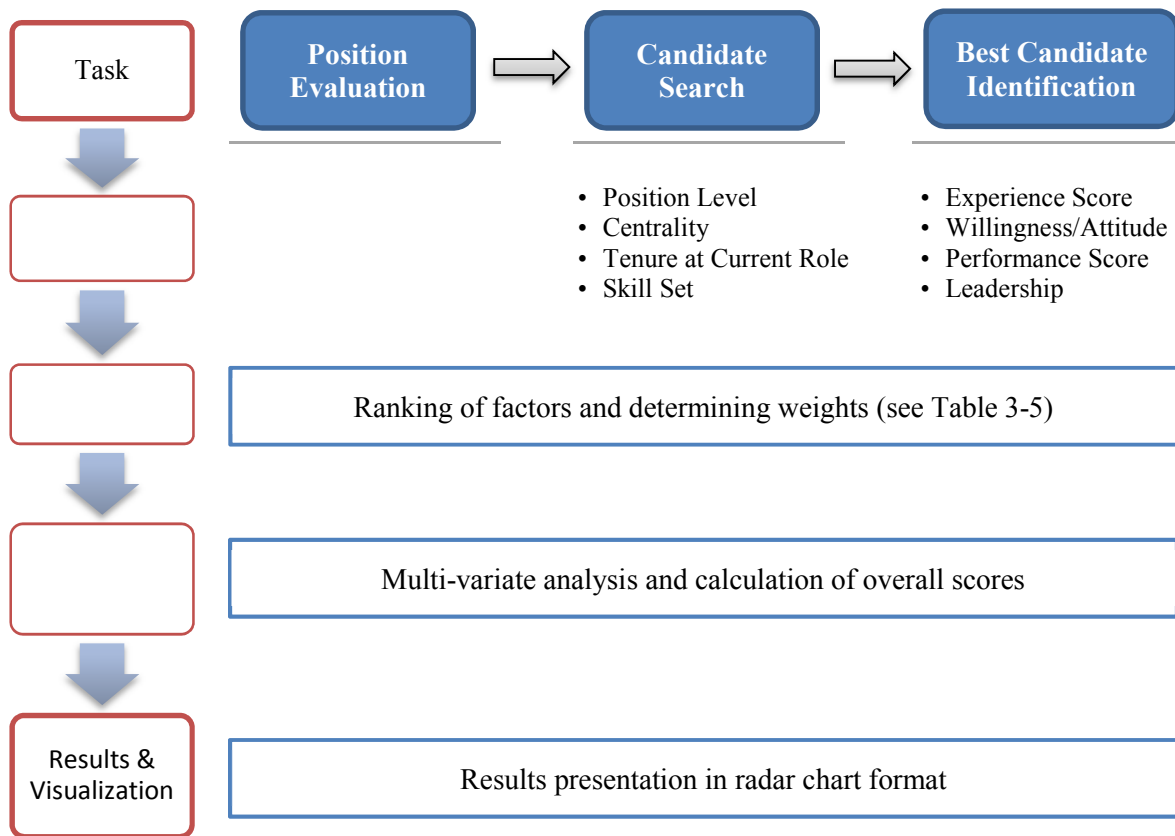 Task
Position
Evaluation
Candidate
Search
Best Candidate
Identification
• Position Level
• Centrality
• Tenure at Current Role
• Skill Set
• Experience Score
• Willingness/Attitude
• Performance Score
• Leadership
Ranking of factors and determining weights (see Table 3-5)
Multi-variate analysis and calculation of overall scores
Results &
Visualization
Results presentation in radar chart format